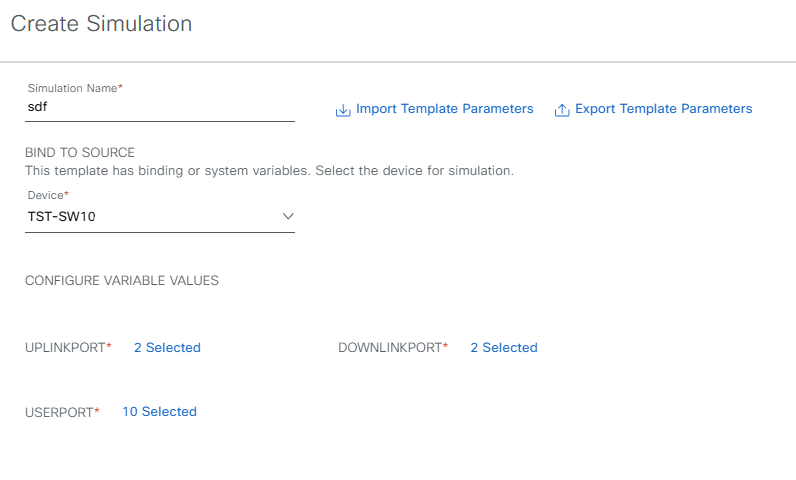 Create Simulation
Simulation Name*
sdf
Import Template Parameters
Export Template Parameters
BIND TO SOURCE
This template has binding or system variables. Select the device for simulation.
Device*
TST-SW10
CONFIGURE VARIABLE VALUES
UPLINKPORT* 2 Selected
DOWNLINKPORT* 2 Selected
USERPORT* 10 Selected